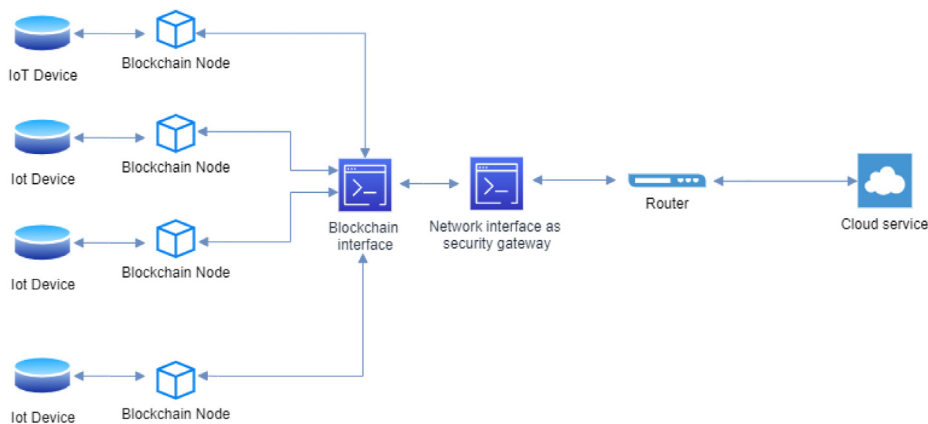 IoT Device
Blockchain Node
Iot Device
Blockchain Node
Iot Device
Blockchain Node
Iot Device
Blockchain Node
Blockchain
interface
Network interface as
security gateway
Router
Cloud service